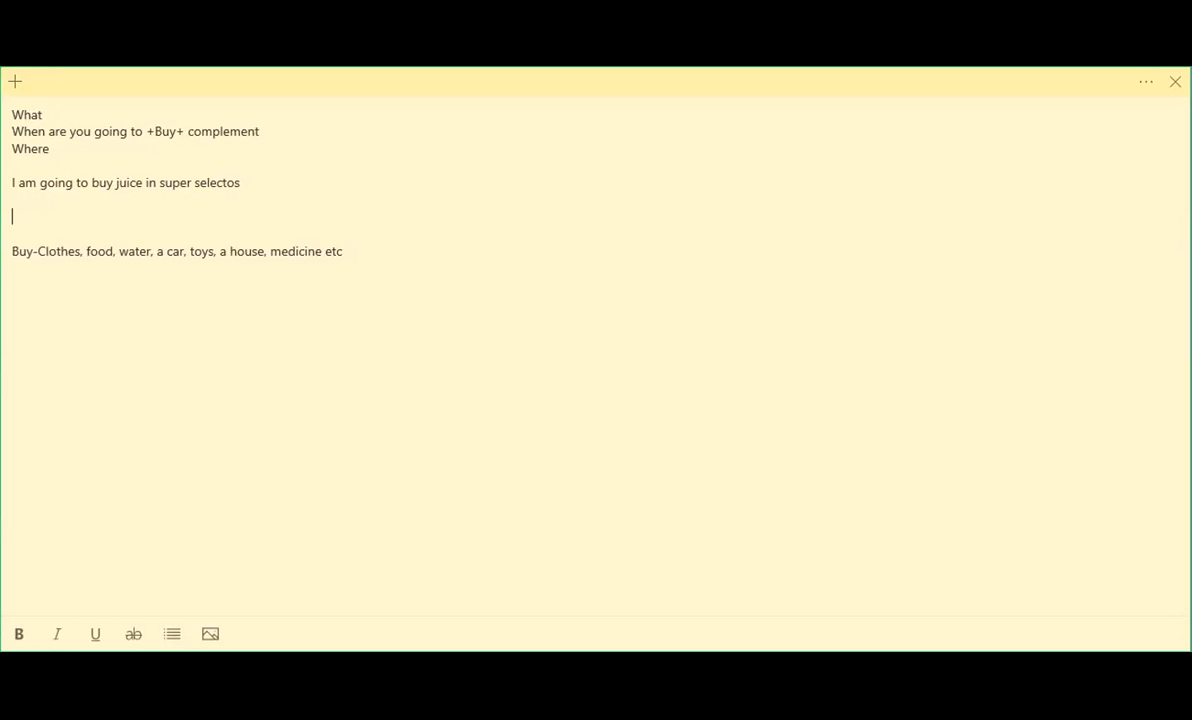 What
When are you going to +Buy+ complement
Where
I am going to buy juice in super selectos
Buy-Clothes, food, water, a car, toys, a house, medicine etc
B I U ab